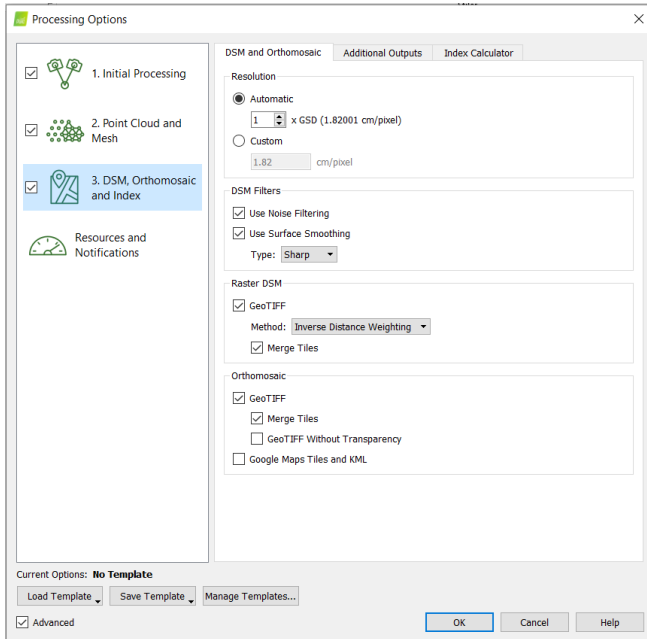 Processing Options
1. Initial Processing
2. Point Cloud and
Mesh
3. DSM, Orthomosaic
and Index
Resources and
Notifications
DSM and Orthomosaic
Additional Outputs
Index Calculator
Resolution
Automatic
1 x GSD (1.82001 cm/pixel)
Custom
1.82 cm/pixel
DSM Filters
Use Noise Filtering
Use Surface Smoothing
Type: Sharp
Raster DSM
GeoTIFF
Method: Inverse Distance Weighting
Merge Tiles
Orthomosaic
GeoTIFF
Merge Tiles
GeoTIFF Without Transparency
Google Maps Tiles and KML
Current Options: No Template
Load Template
Save Template
Manage Templates...
Advanced
OK
Cancel
Help